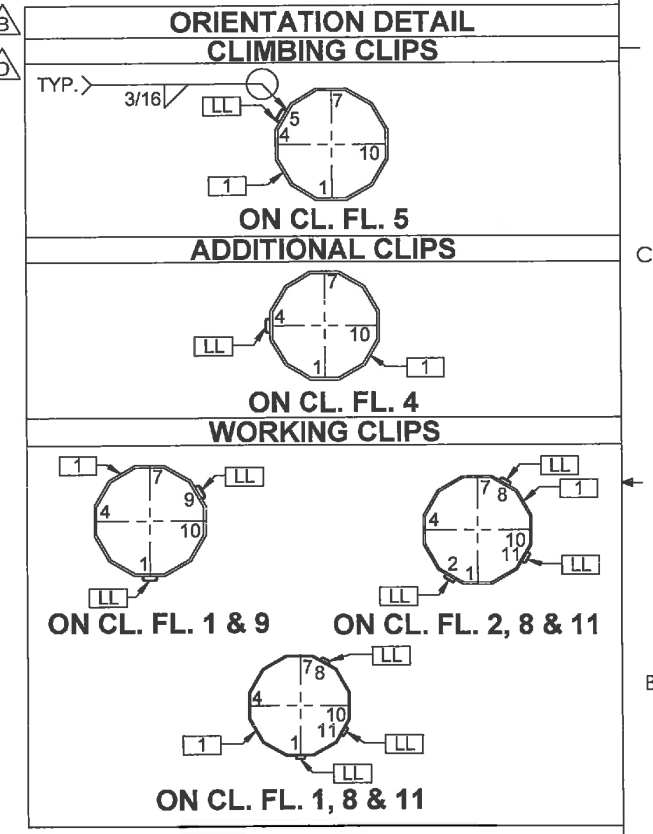 ORIENTATION DETAIL
CLIMBING CLIPS
TYP.
3/16
LL
7
5
4
10
1
1
ON CL. FL. 5
ADDITIONAL CLIPS
C
7
4
10
LL
1
1
ON CL. FL. 4
WORKING CLIPS
1
7
9
LL
4
10
1
LL
ON CL. FL. 1 & 9
LL
7
8
1
4
10
11
2
1
LL
LL
ON CL. FL. 2, 8 & 11
LL
7
8
4
10
11
1
1
LL
LL
ON CL. FL. 1, 8 & 11